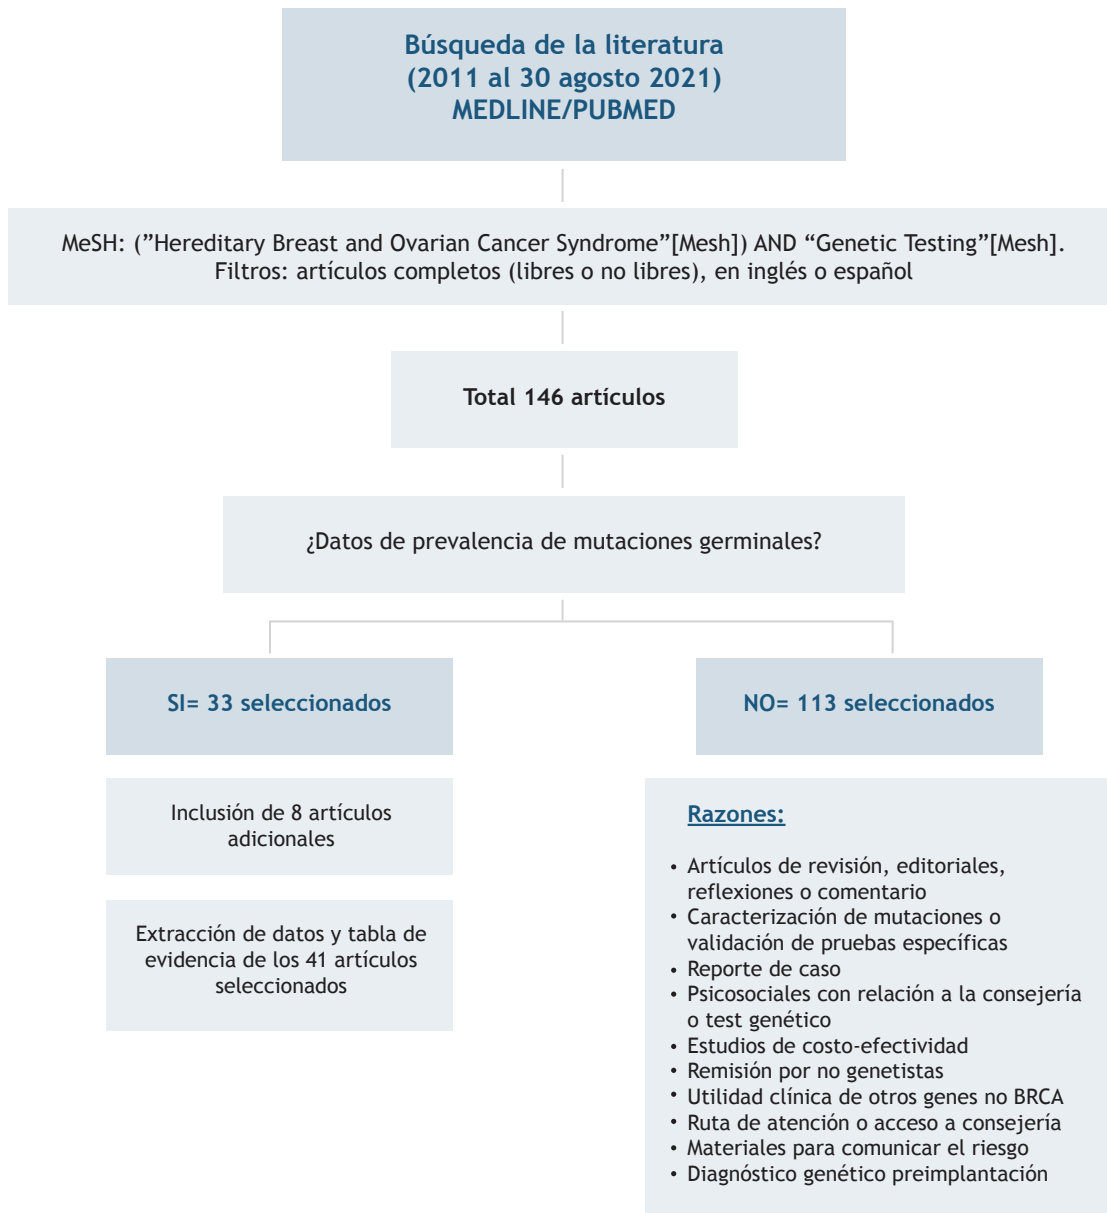 Búsqueda de la literatura
(2011 al 30 agosto 2021)
MEDLINE/PUBMED
MeSH: (”Hereditary Breast and Ovarian Cancer Syndrome”[Mesh]) AND “Genetic Testing”[Mesh].
Filtros: artículos completos (libres o no libres), en inglés o español
Total 146 artículos
¿Datos de prevalencia de mutaciones germinales?
SI= 33 seleccionados
Inclusión de 8 artículos
adicionales
Extracción de datos y tabla de
evidencia de los 41 artículos
seleccionados
NO= 113 seleccionados
Razones:
• Artículos de revisión, editoriales,
reflexiones o comentario
• Caracterización de mutaciones o
validación de pruebas específicas
• Reporte de caso
• Psicosociales con relación a la consejería
o test genético
• Estudios de costo-efectividad
• Remisión por no genetistas
• Utilidad clínica de otros genes no BRCA
• Ruta de atención o acceso a consejería
• Materiales para comunicar el riesgo
• Diagnóstico genético preimplantación